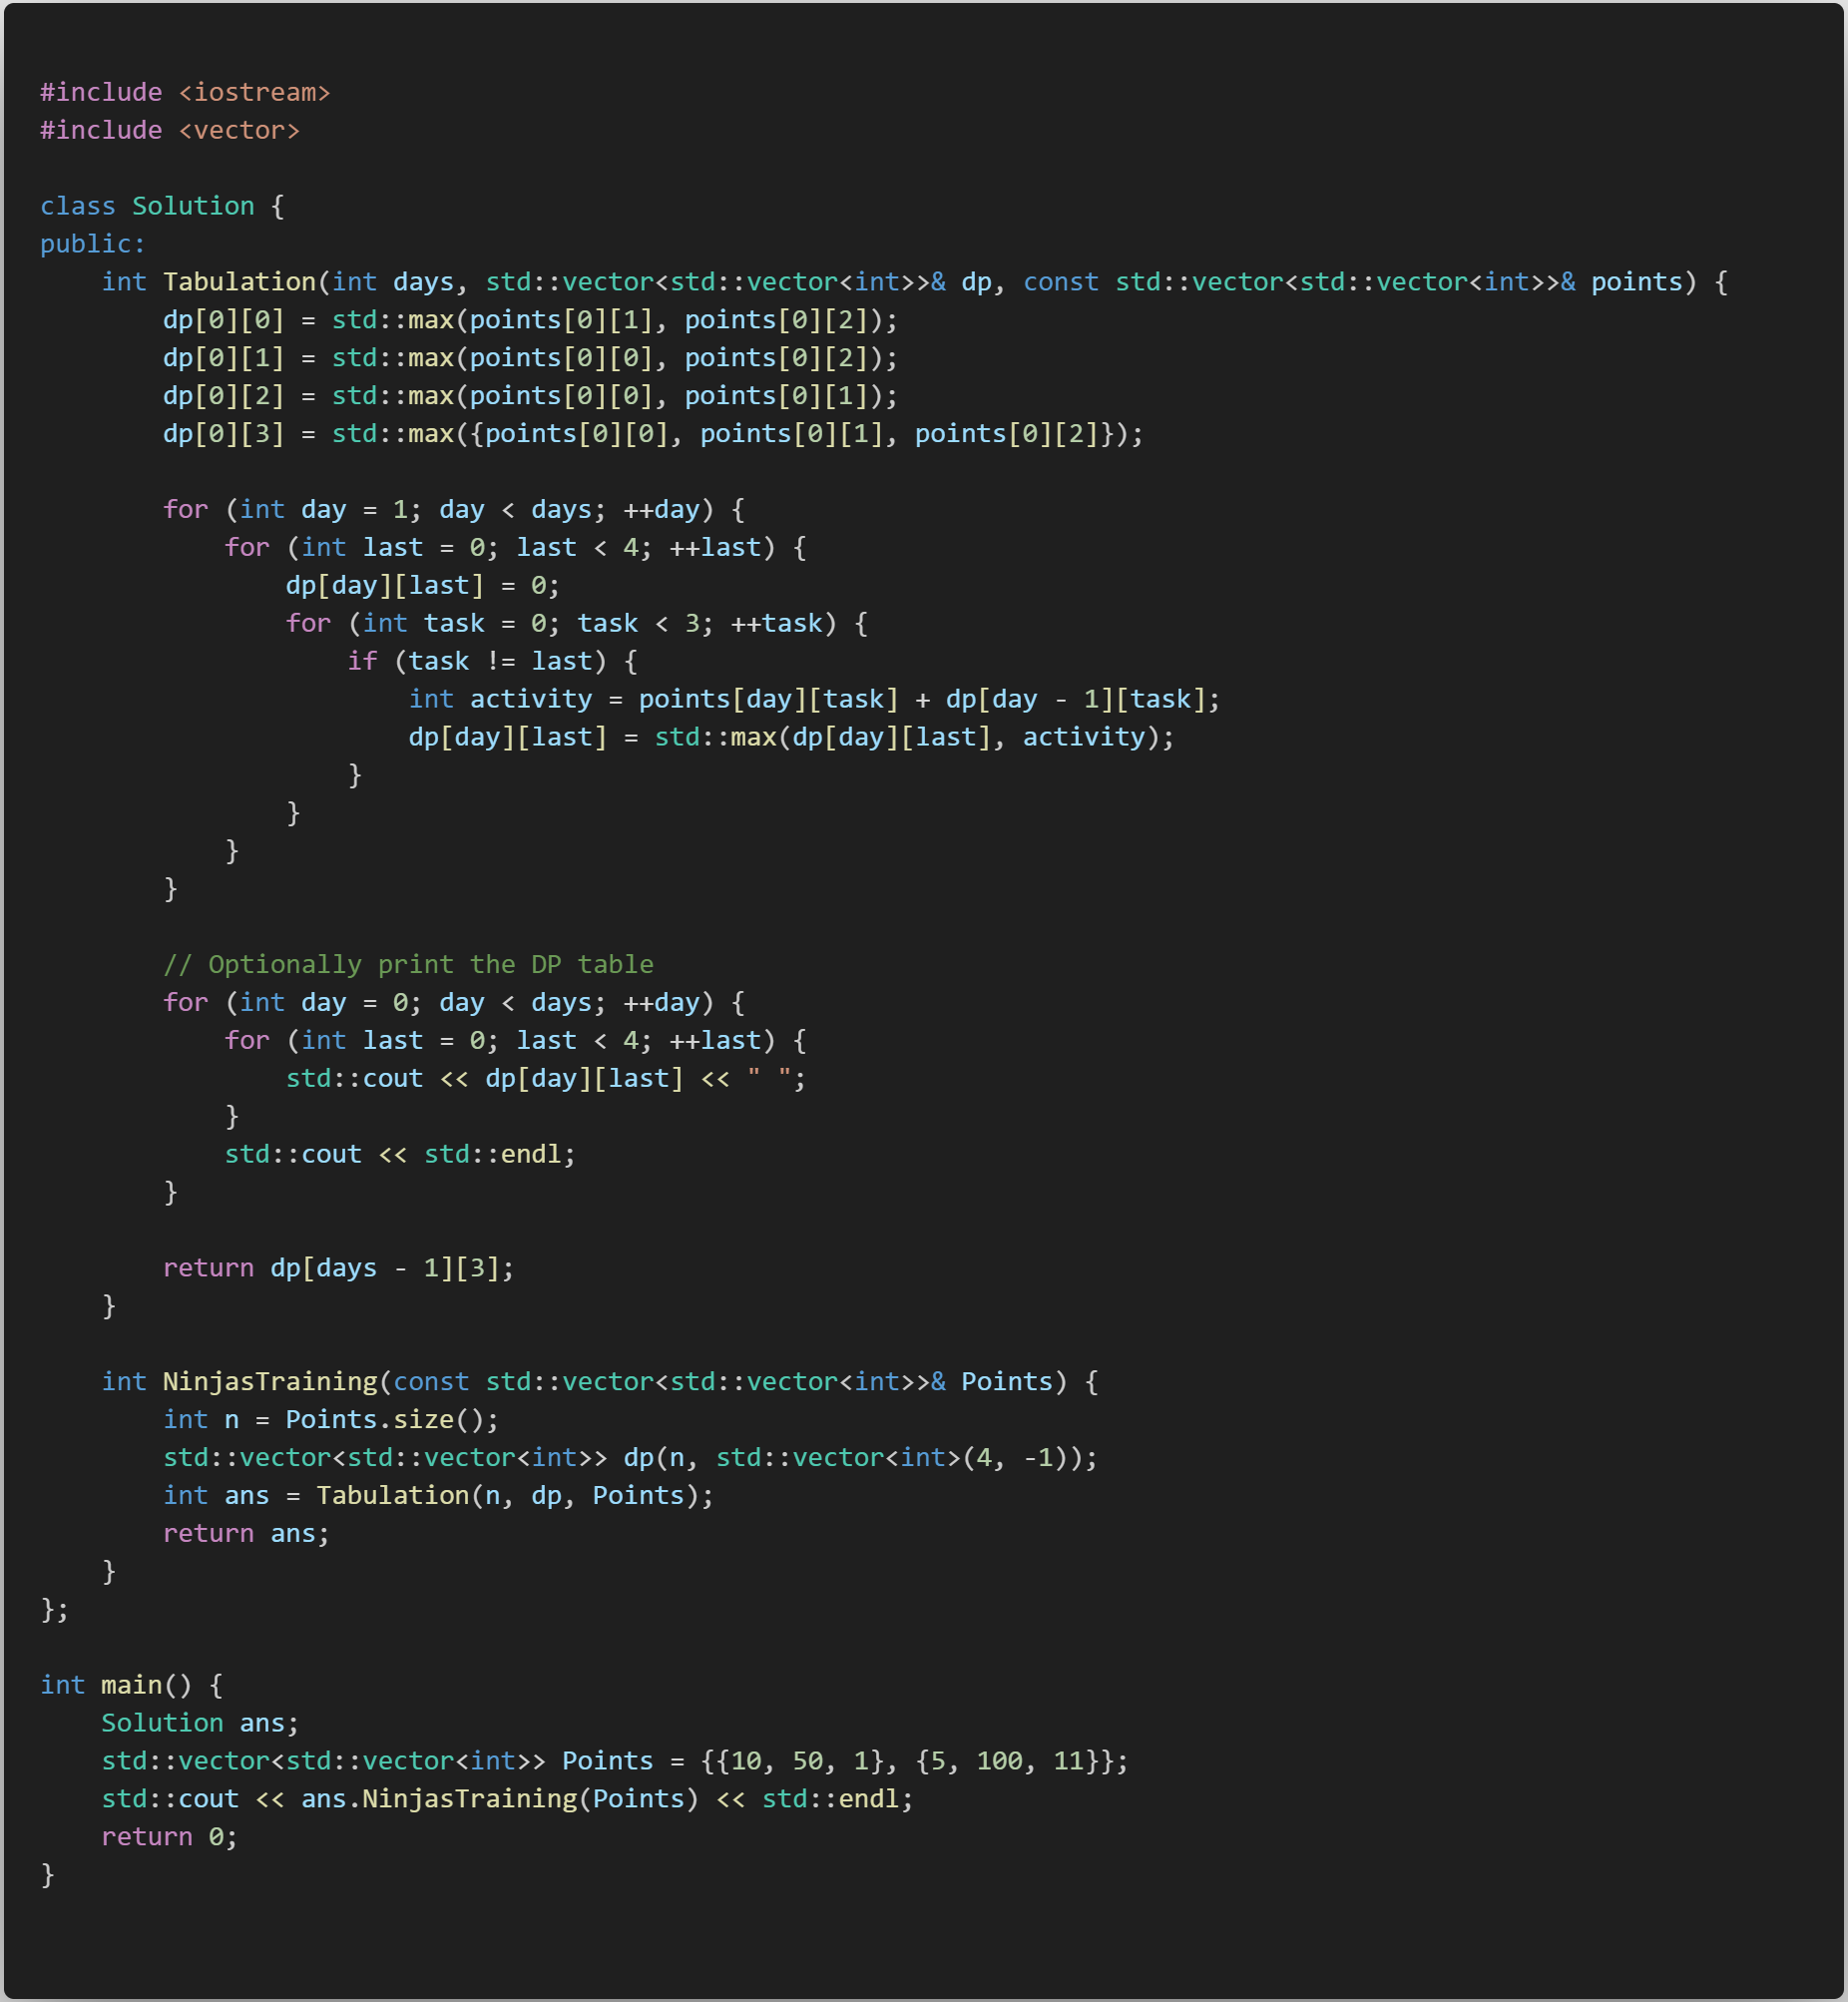 #include <iostream>
#include <vector>

class Solution {
public:
    int Tabulation(int days, std::vector<std::vector<int>>& dp, const std::vector<std::vector<int>>& points) {
        dp[0][0] = std::max(points[0][1], points[0][2]);
        dp[0][1] = std::max(points[0][0], points[0][2]);
        dp[0][2] = std::max(points[0][0], points[0][1]);
        dp[0][3] = std::max({points[0][0], points[0][1], points[0][2]});

        for (int day = 1; day < days; ++day) {
            for (int last = 0; last < 4; ++last) {
                dp[day][last] = 0;
                for (int task = 0; task < 3; ++task) {
                    if (task != last) {
                        int activity = points[day][task] + dp[day - 1][task];
                        dp[day][last] = std::max(dp[day][last], activity);
                    }
                }
            }
        }

        // Optionally print the DP table
        for (int day = 0; day < days; ++day) {
            for (int last = 0; last < 4; ++last) {
                std::cout << dp[day][last] << " ";
            }
            std::cout << std::endl;
        }

        return dp[days - 1][3];
    }

    int NinjasTraining(const std::vector<std::vector<int>>& Points) {
        int n = Points.size();
        std::vector<std::vector<int>> dp(n, std::vector<int>(4, -1));
        int ans = Tabulation(n, dp, Points);
        return ans;
    }
};

int main() {
    Solution ans;
    std::vector<std::vector<int>> Points = {{10, 50, 1}, {5, 100, 11}};
    std::cout << ans.NinjasTraining(Points) << std::endl;
    return 0;
}